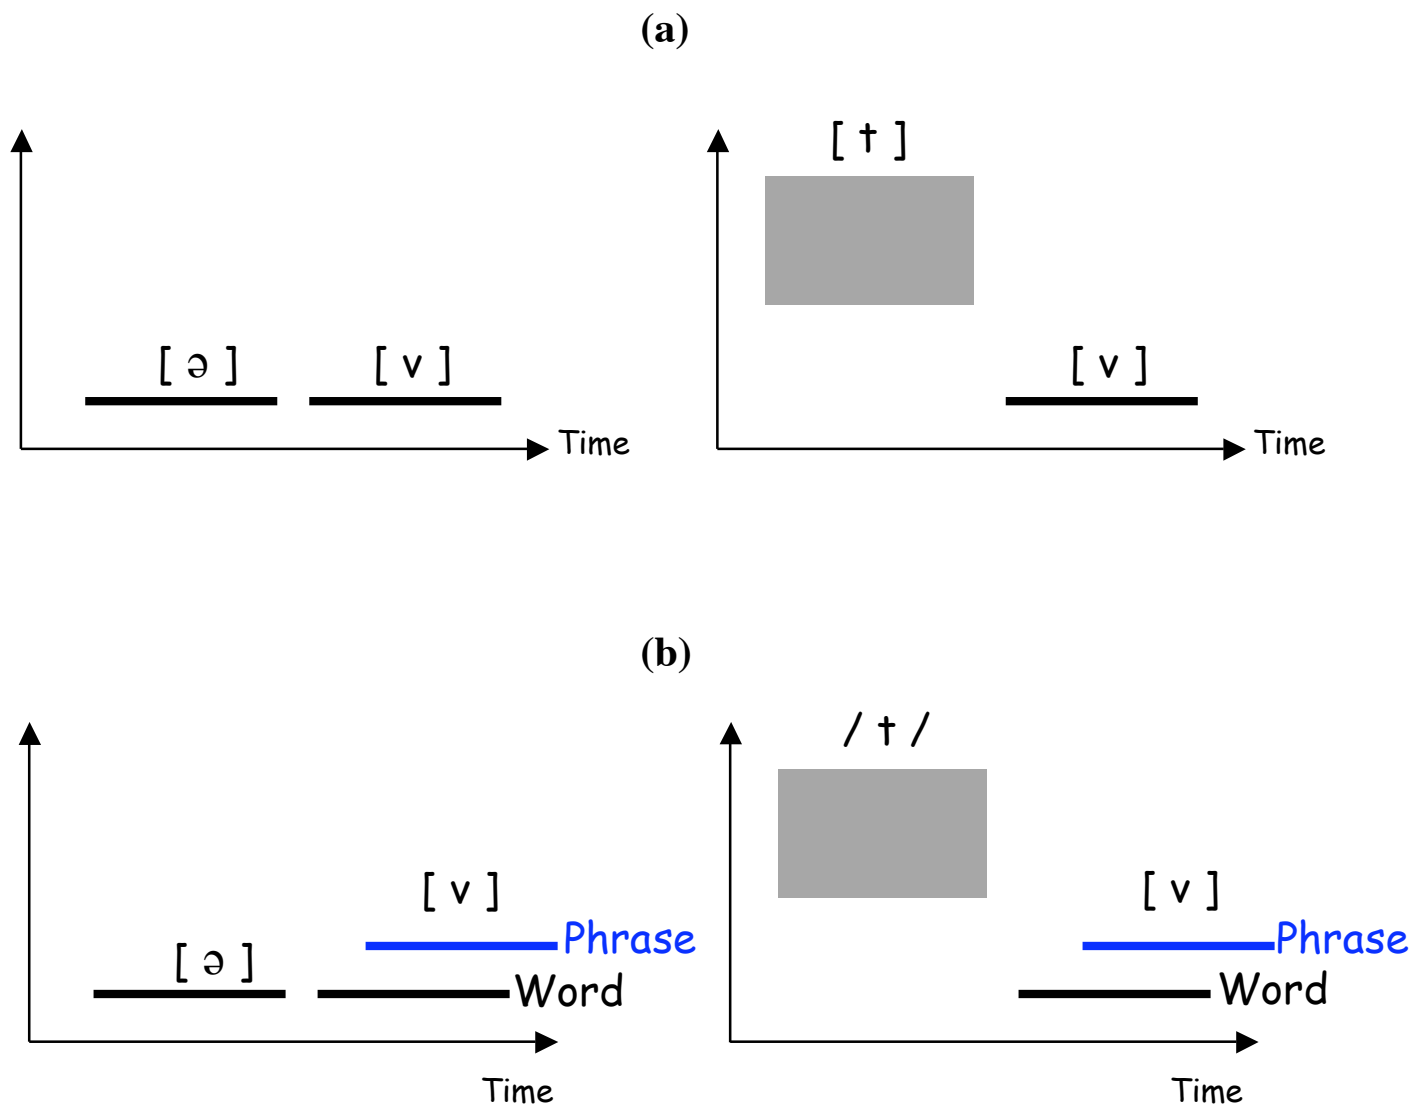 (a)
[ t ]
[ ə ] [ v ]
[ v ]
Time
Time
(b)
/ t /
[ v ]
[ v ]
Phrase
Phrase
[ ə ]
Word
Word
Time
Time